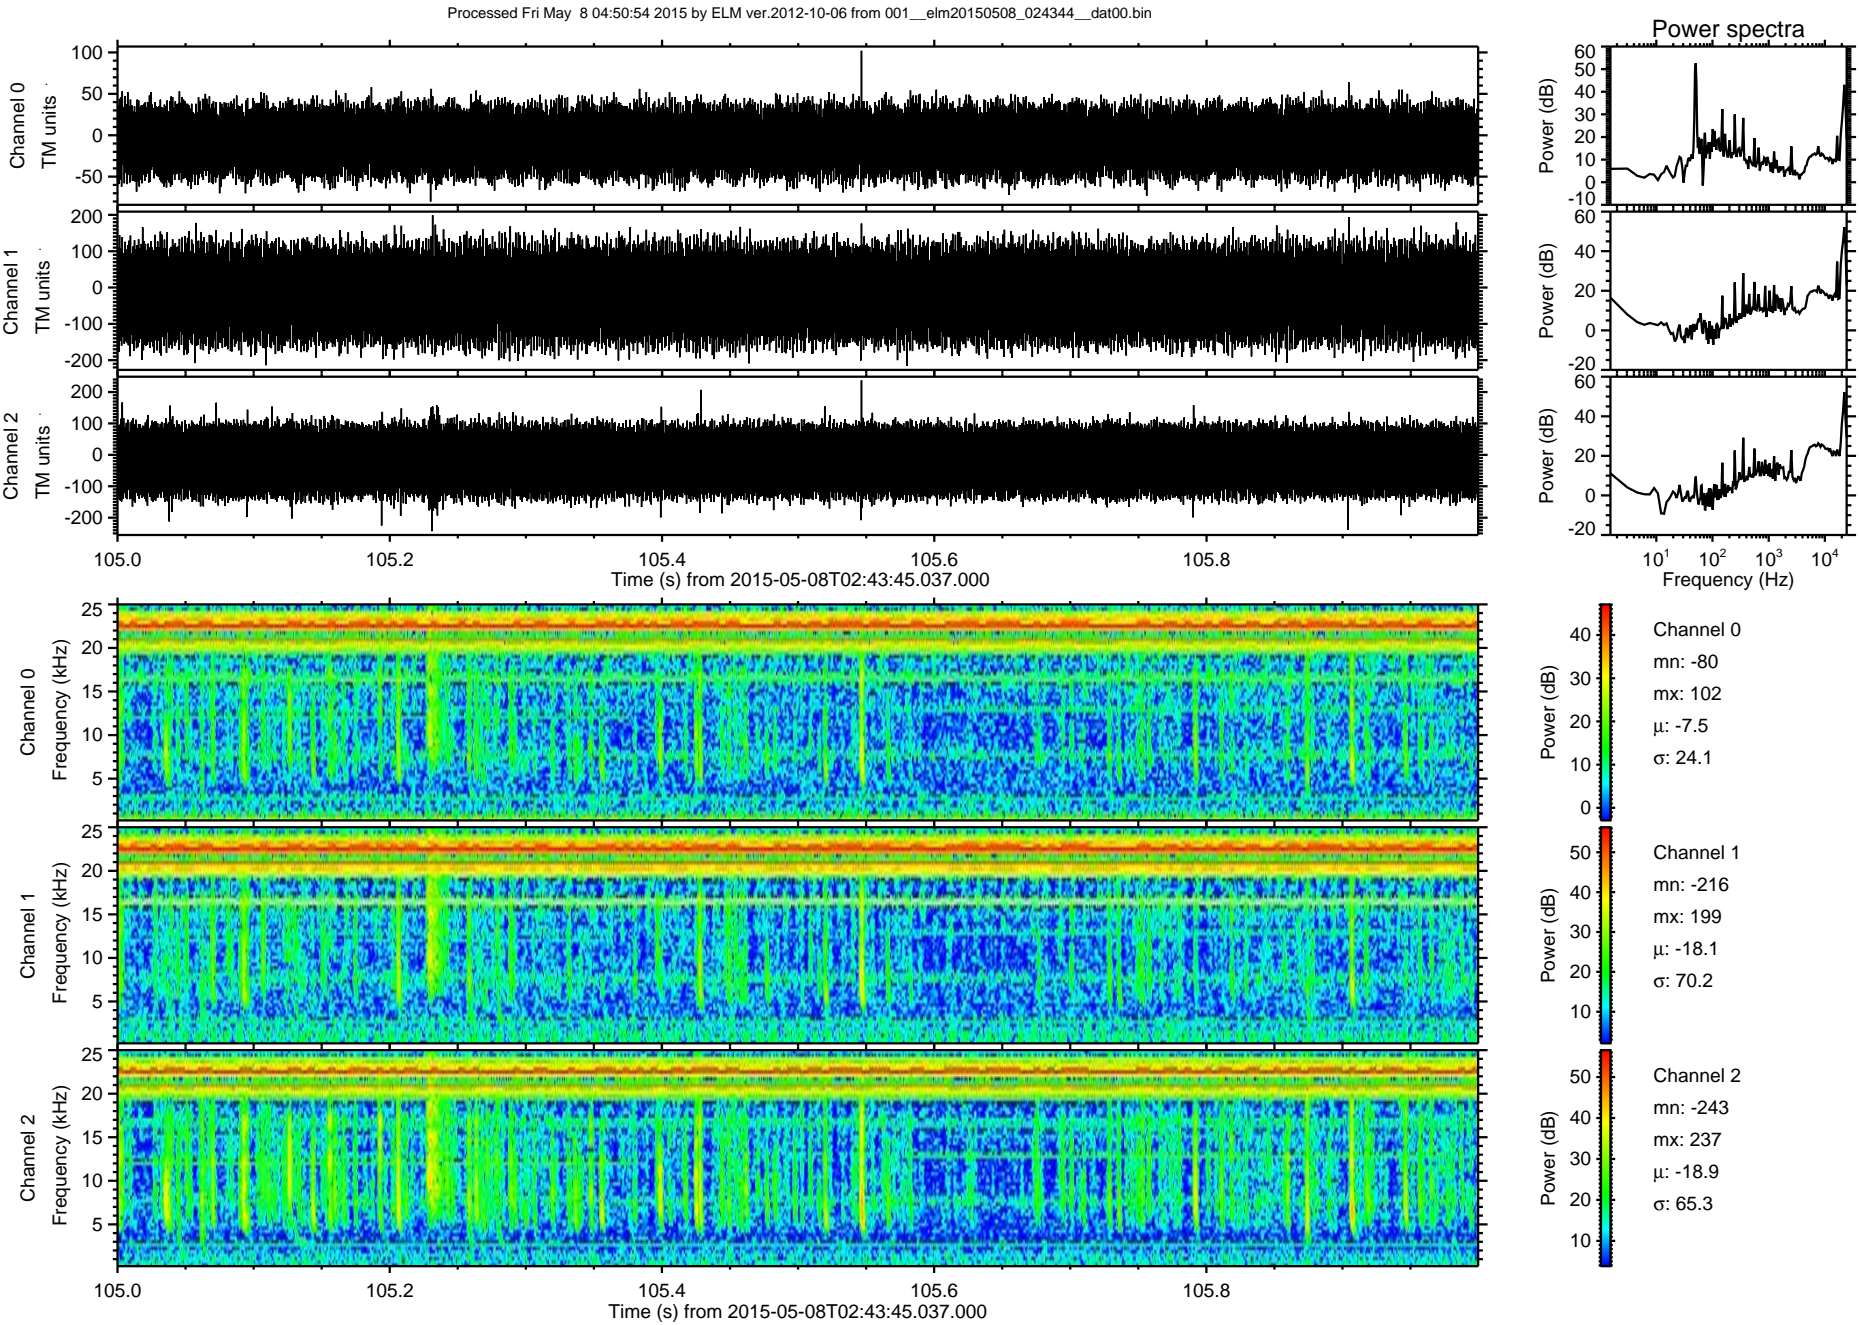 Processed Fri May 8 04:50:54 2015 by ELM ver.2012-10-06 from 001__elm20150508_024344__dat00.bin
Power spectra
Channel 0
TM units
100
50
0
-50
Power (dB)
60
50
40
30
20
10
0
-10
Channel 1
TM units
200
100
0
-100
-200
Power (dB)
60
40
20
0
-20
Channel 2
TM units
200
100
0
-100
-200
Power (dB)
60
40
20
0
-20
105.0 105.2 105.4 105.6 105.8
Time (s) from 2015-05-08T02:43:45.037.000
10^1 10^2 10^3 10^4
Frequency (Hz)
Channel 0
Frequency (kHz)
25
20
15
10
5
Power (dB)
40
30
20
10
0
Channel 0
mn: -80
mx: 102
μ: -7.5
σ: 24.1
Channel 1
Frequency (kHz)
25
20
15
10
5
Power (dB)
50
40
30
20
10
Channel 1
mn: -216
mx: 199
μ: -18.1
σ: 70.2
Channel 2
Frequency (kHz)
25
20
15
10
5
Power (dB)
50
40
30
20
10
Channel 2
mn: -243
mx: 237
μ: -18.9
σ: 65.3
105.0 105.2 105.4 105.6 105.8
Time (s) from 2015-05-08T02:43:45.037.000